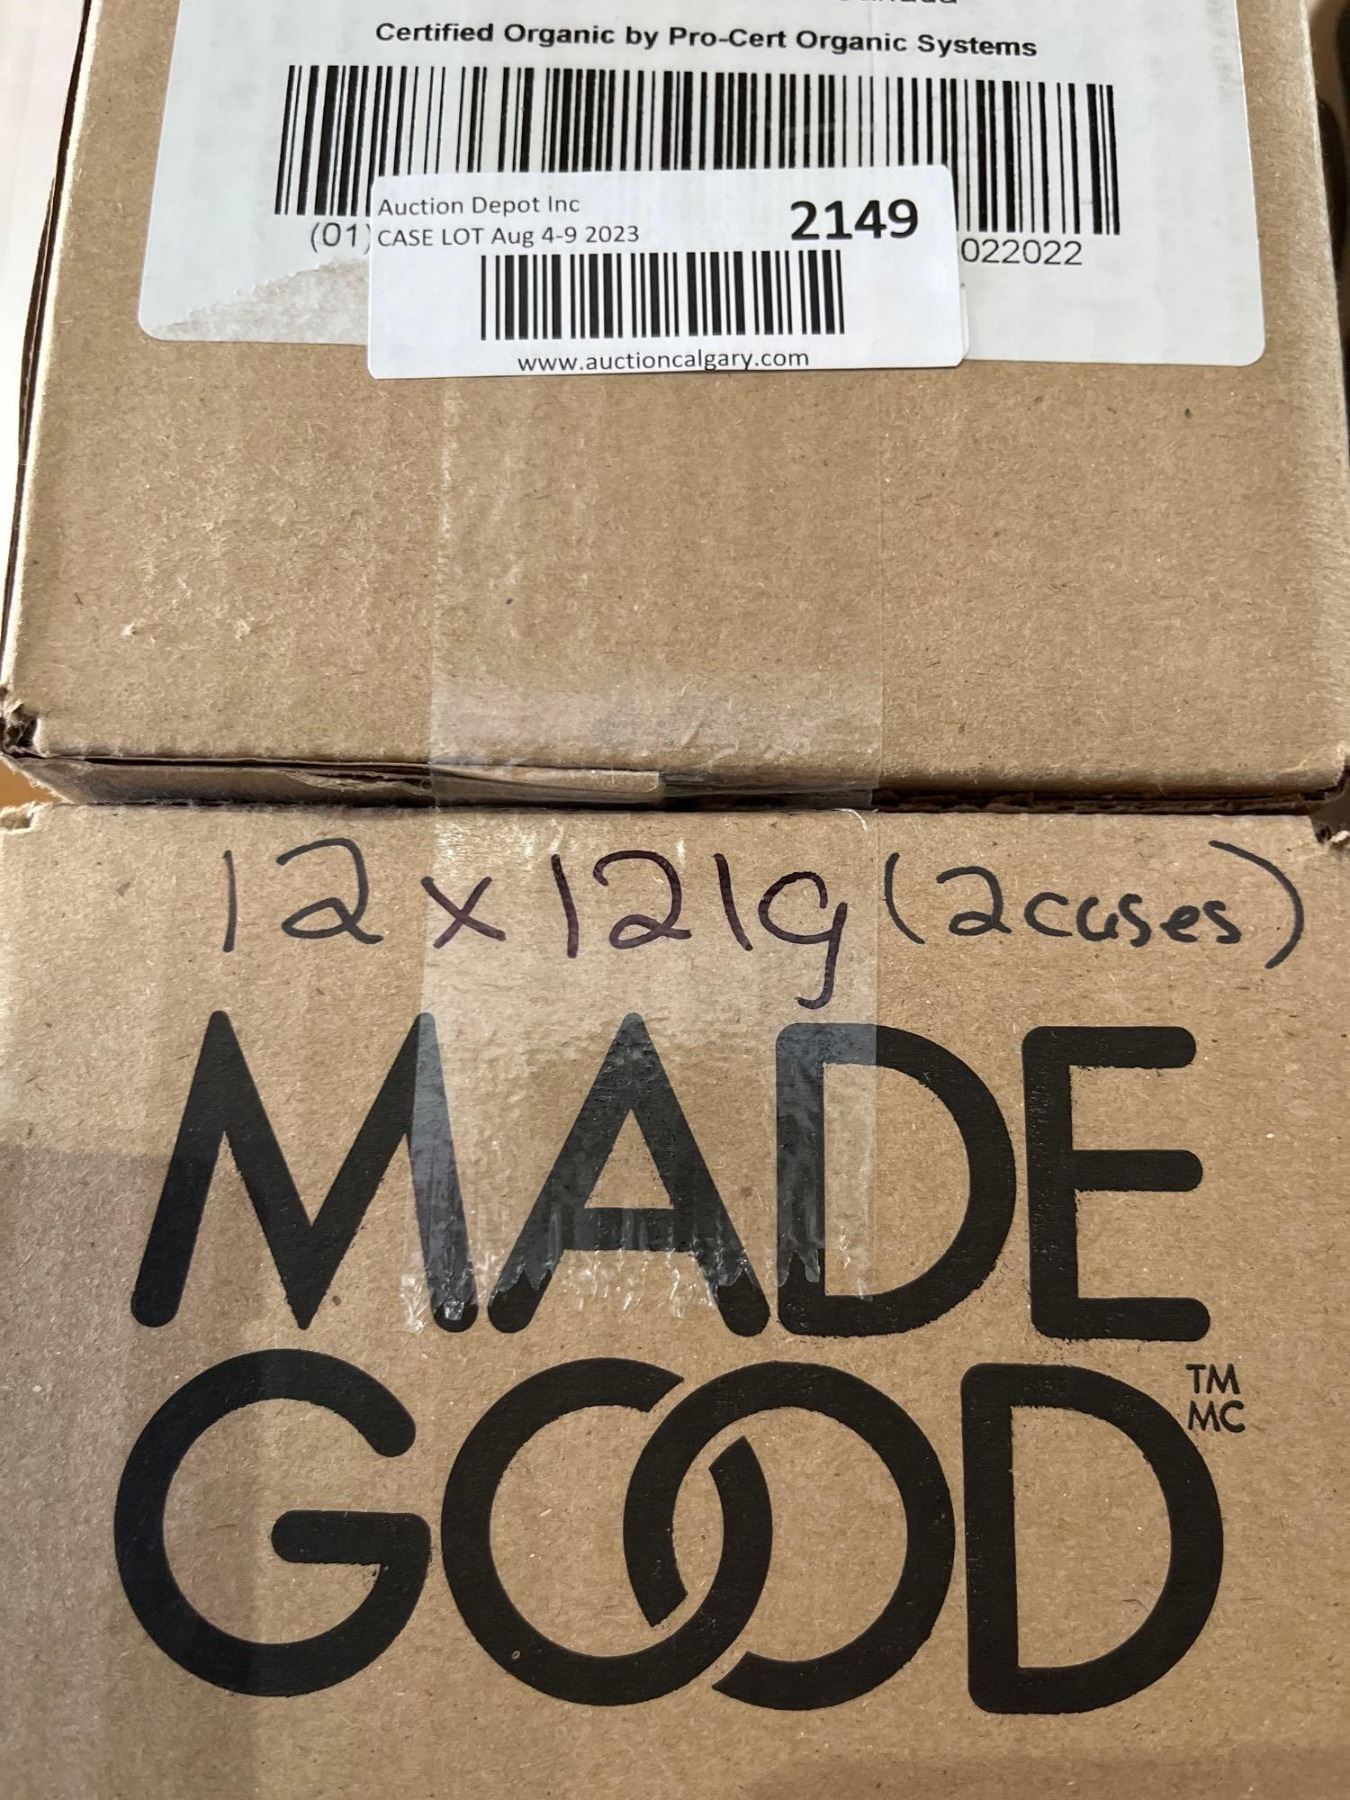 Certified Organic by Pro-Cert Organic Systems
(01)
022022
Auction Depot Inc
2149
CASE LOT Aug 4-9 2023
www.auctioncalgary.com
12 x 121g (2 cases)
MADE
GOOD
TM
MC